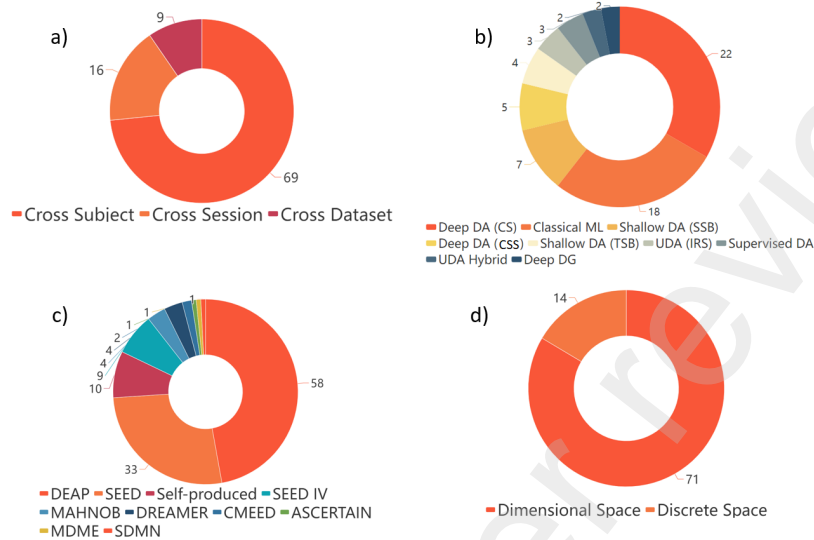 a)
9
16
69
Cross Subject Cross Session Cross Dataset
b)
2
2
3
3
4
5
7
18
22
Deep DA (CS) Classical ML Shallow DA (SSB)
Deep DA (CSS) Shallow DA (TSB) UDA (IRS) Supervised DA
UDA Hybrid Deep DG
c)
1
1
1
2
4
4
9
10
33
58
DEAP SEED Self-produced SEED IV
MAHNOB DREAMER CMEED ASCERTAIN
MDME SDMN
d)
14
71
Dimensional Space Discrete Space
er review